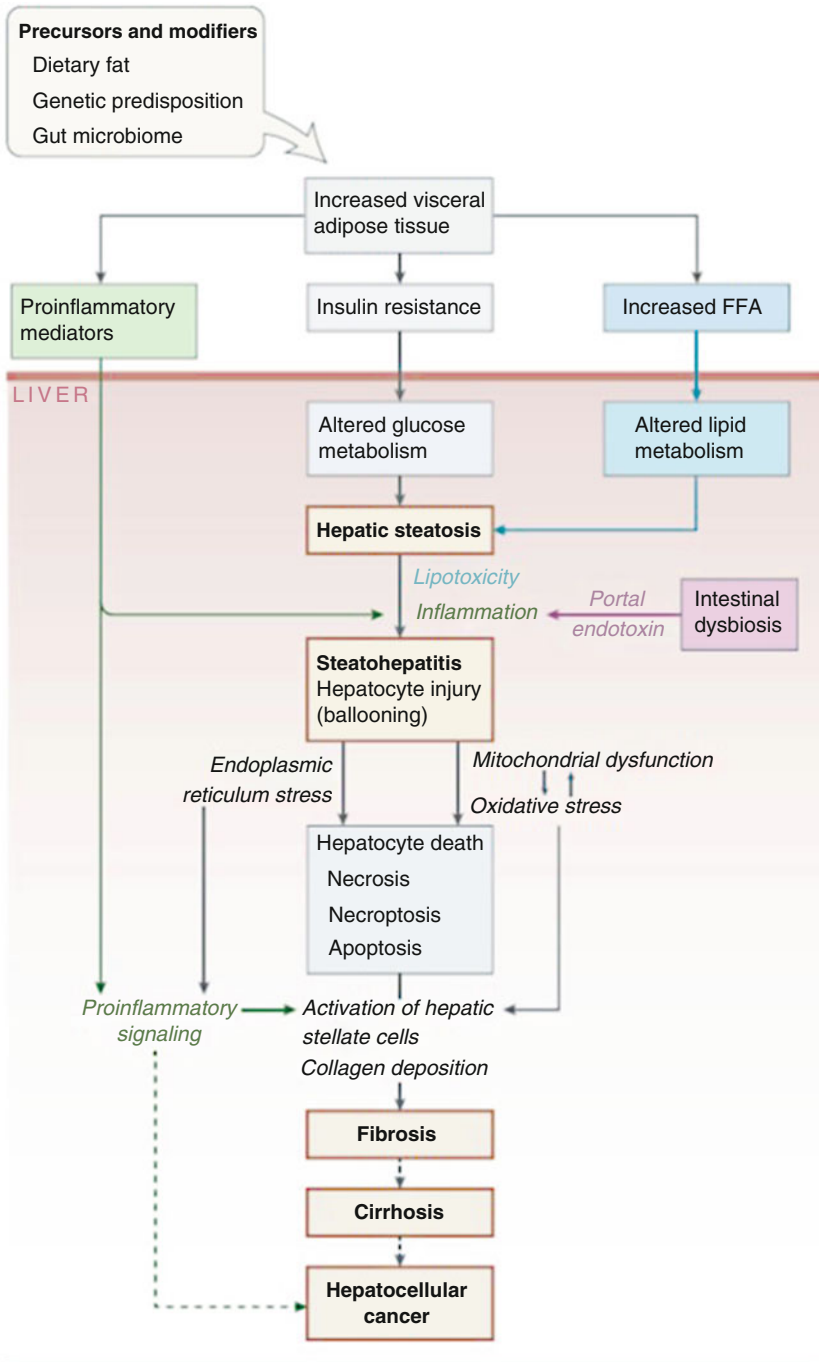 Precursors and modifiers
Dietary fat
Genetic predisposition
Gut microbiome
Increased visceral
adipose tissue
Proinflammatory
mediators
Insulin resistance
Increased FFA
LIVER
Altered glucose
metabolism
Altered lipid
metabolism
Hepatic steatosis
Lipotoxicity
Inflammation
Portal
endotoxin
Intestinal
dysbiosis
Steatohepatitis
Hepatocyte injury
(ballooning)
Endoplasmic
reticulum stress
Mitochondrial dysfunction
Oxidative stress
Hepatocyte death
Necrosis
Necroptosis
Apoptosis
Proinflammatory
signaling
Activation of hepatic
stellate cells
Collagen deposition
Fibrosis
Cirrhosis
Hepatocellular
cancer